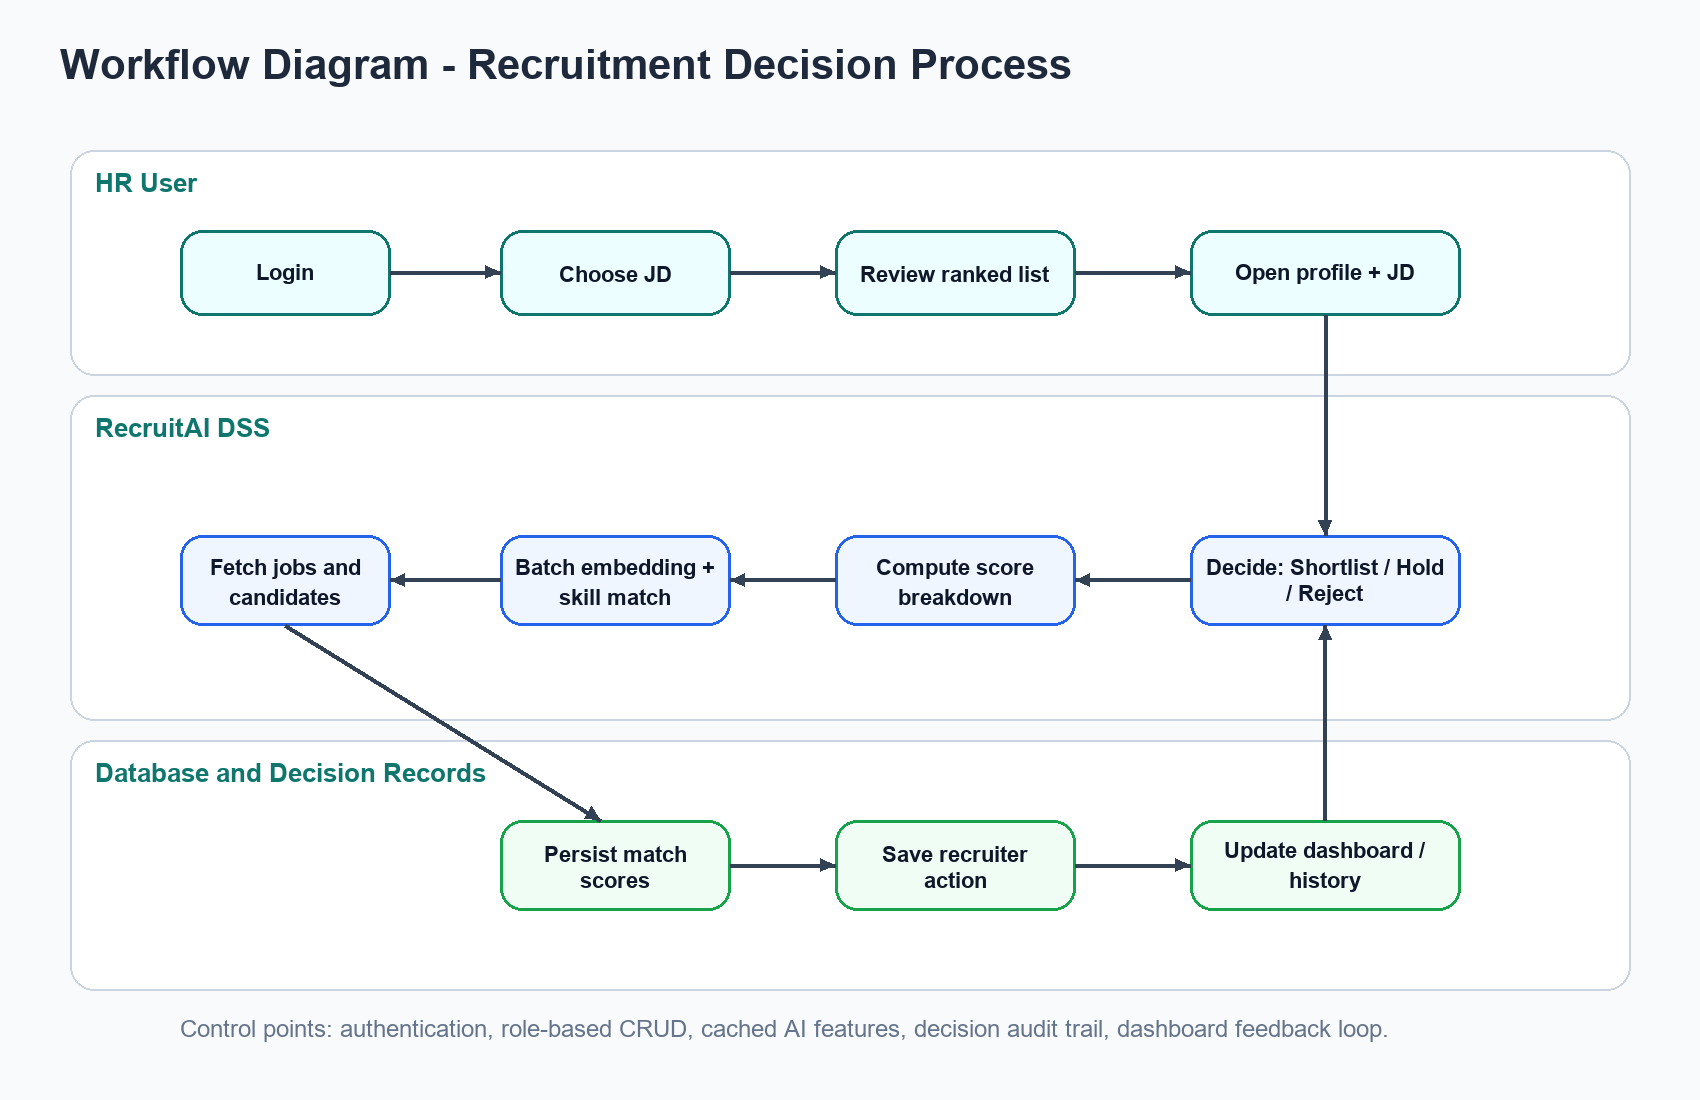 Workflow Diagram - Recruitment Decision Process
HR User
Login
Choose JD
Review ranked list
Open profile + JD
RecruitAI DSS
Fetch jobs and
candidates
Batch embedding +
skill match
Compute score
breakdown
Decide: Shortlist / Hold
/ Reject
Database and Decision Records
Persist match
scores
Save recruiter
action
Update dashboard /
history
Control points: authentication, role-based CRUD, cached AI features, decision audit trail, dashboard feedback loop.